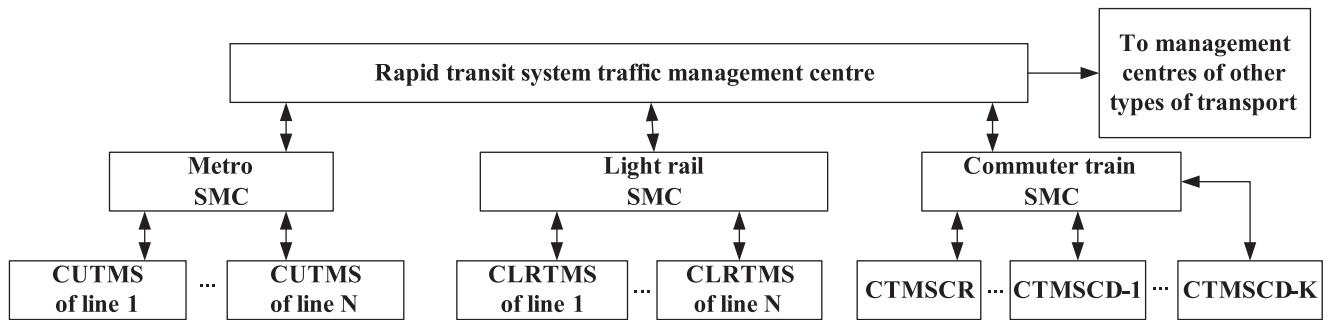 Rapid transit system traffic management centre
To management
centres of other
types of transport
Metro
SMC
Light rail
SMC
Commuter train
SMC
CUTMS
of line 1
...
CUTMS
of line N
CLRTMS
of line 1
...
CLRTMS
of line N
CTMSCR
...
CTMSCD-1
...
CTMSCD-K